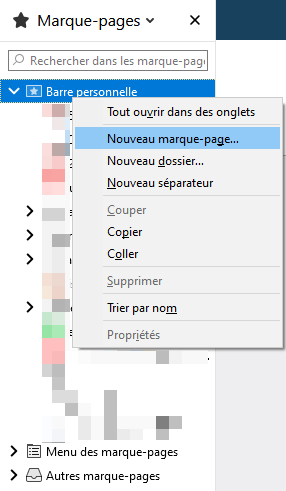 Marque-pages
Rechercher dans les marque-pag
Barre personnelle
Tout ouvrir dans des onglets
Nouveau marque-page...
Nouveau dossier...
Nouveau séparateur
Couper
Copier
Coller
Supprimer
Trier par nom
Propriétés
Menu des marque-pages
Autres marque-pages